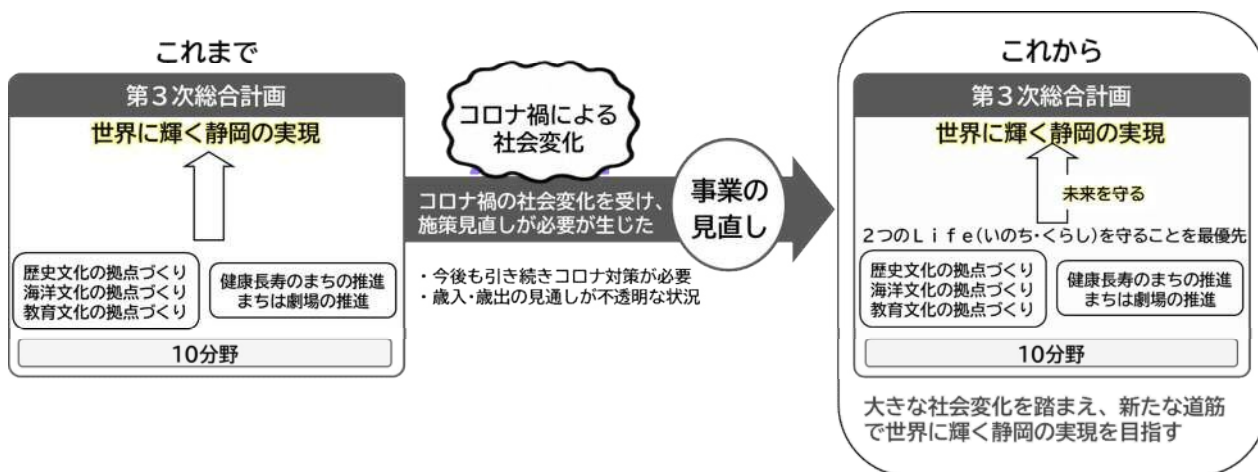 これまで
第3次総合計画
世界に輝く静岡の実現
歴史文化の拠点づくり
海洋文化の拠点づくり
教育文化の拠点づくり
健康長寿のまちの推進
まちは劇場の推進
10分野
コロナ禍による
社会変化
コロナ禍の社会変化を受け、
施策見直しが必要が生じた
事業の
見直し
・今後も引き続きコロナ対策が必要
・歳入・歳出の見通しが不透明な状況
これから
第3次総合計画
世界に輝く静岡の実現
未来を守る
2つのLife(いのち・くらし)を守ることを最優先
歴史文化の拠点づくり
海洋文化の拠点づくり
教育文化の拠点づくり
健康長寿のまちの推進
まちは劇場の推進
10分野
大きな社会変化を踏まえ、新たな道筋
で世界に輝く静岡の実現を目指す